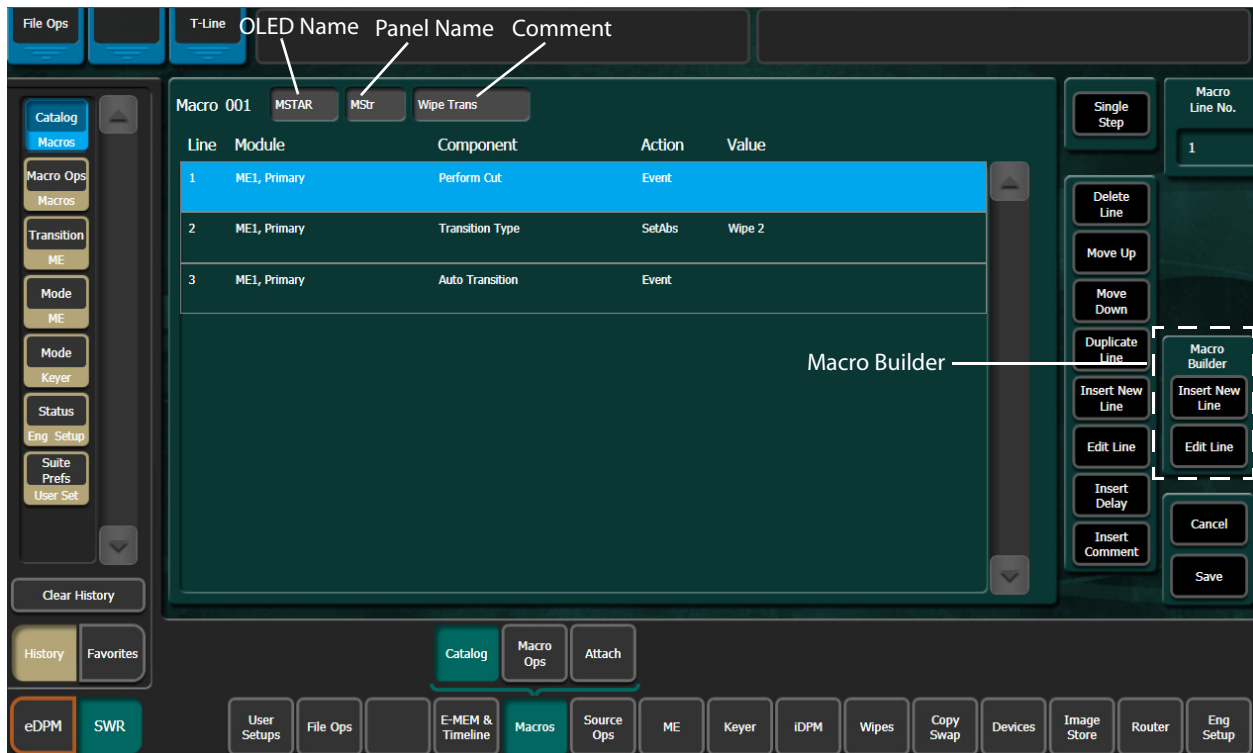 File Ops
T-Line
OLED Name Panel Name Comment
Macro 001 MSTAR MStr Wipe Trans
Line Module Component Action Value
1 ME1, Primary Perform Cut Event
2 ME1, Primary Transition Type SetAbs Wipe 2
3 ME1, Primary Auto Transition Event
Catalog
Macros
Macro Ops
Macros
Transition
ME
Mode
ME
Mode
Keyer
Status
Eng Setup
Suite
Prefs
User Set
Clear History
History Favorites
Single
Step
Macro
Line No.
1
Delete
Line
Move Up
Move
Down
Duplicate
Line
Insert New
Line
Edit Line
Insert
Delay
Insert
Comment
Macro Builder
Macro
Builder
Insert New
Line
Edit Line
Cancel
Save
Catalog
Macro
Ops
Attach
eDPM SWR
User
Setups
File Ops
E-MEM &
Timeline
Macros
Source
Ops
ME
Keyer
iDPM
Wipes
Copy
Swap
Devices
Image
Store
Router
Eng
Setup